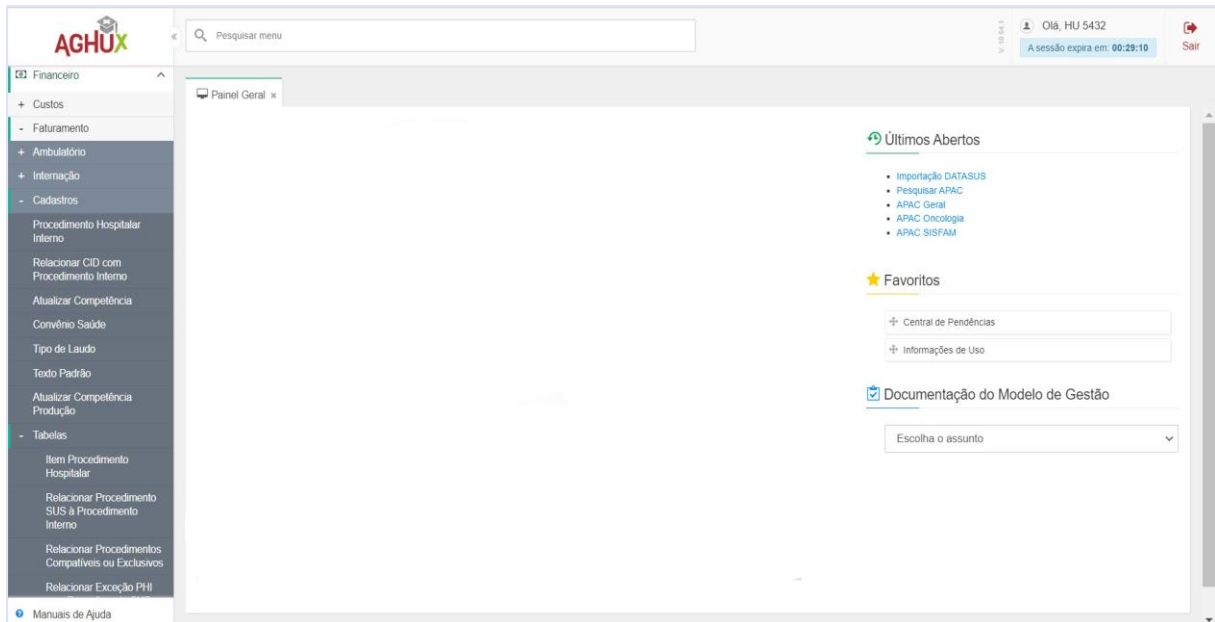 AGHUX
«
Pesquisar menu
Olá, HU 5432
A sessão expira em: 00:29:10
Sair
Financeiro
+ Custos
- Faturamento
+ Ambulatório
+ Internação
- Cadastros
Procedimento Hospitalar
Interno
Relacionar CID com
Procedimento Interno
Atualizar Competência
Convênio Saúde
Tipo de Laudo
Texto Padrão
Atualizar Competência
Produção
- Tabelas
Item Procedimento
Hospitalar
Relacionar Procedimento
SUS à Procedimento
Interno
Relacionar Procedimentos
Compatíveis ou Exclusivos
Relacionar Exceção PHI
Manuais de Ajuda
Painel Geral ×
Últimos Abertos
• Importação DATASUS
• Pesquisar APAC
• APAC Geral
• APAC Oncologia
• APAC SISFAM
Favoritos
Central de Pendências
Informações de Uso
Documentação do Modelo de Gestão
Escolha o assunto